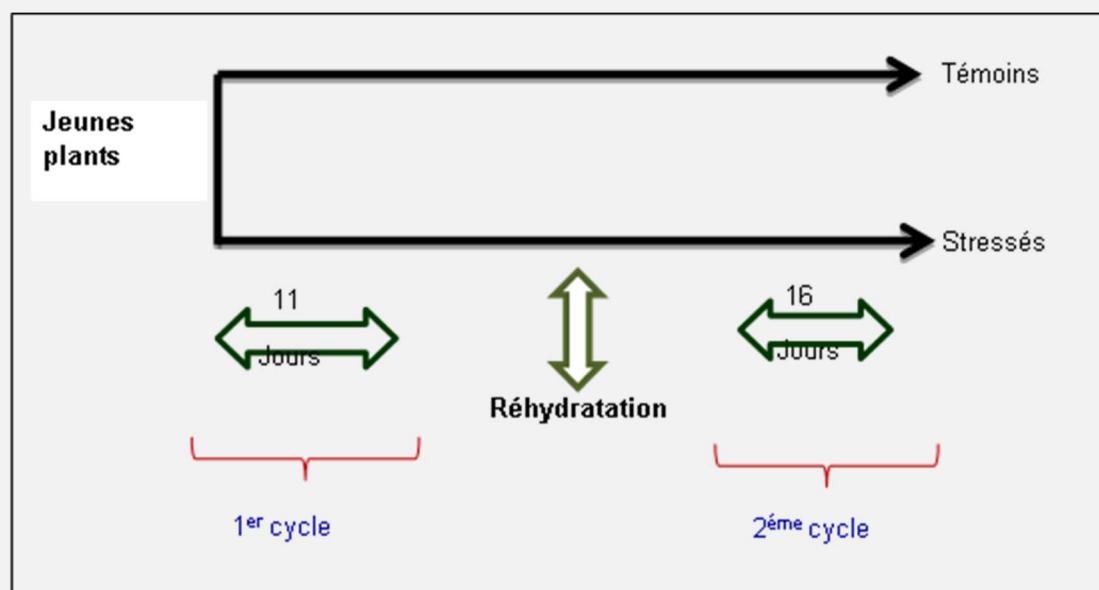 Témoins
Jeunes
plants
Stressés
11
Jours
16
Jours
Réhydratation
1er cycle
2éme cycle